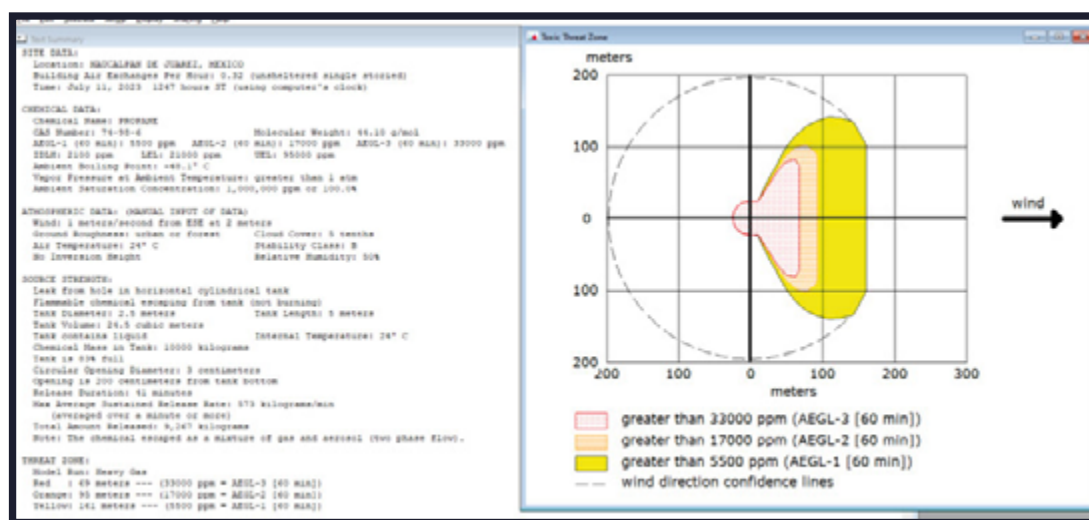 Text Summary
SITE DATA:
Location: NAUCALPAN DE JUAREZ, MEXICO
Building Air Exchanges Per Hour: 0.32 (unsheltered single storied)
Time: July 11, 2023 1247 hours ST (using computer's clock)
CHEMICAL DATA:
Chemical Name: PROPANE
CAS Number: 74-98-6 Molecular Weight: 44.10 g/mol
AEGL-1 (60 min): 5500 ppm AEGL-2 (60 min): 17000 ppm AEGL-3 (60 min): 33000 ppm
IDLH: 2100 ppm LEL: 21000 ppm UEL: 95000 ppm
Ambient Boiling Point: C
Vapor Pressure at Ambient Temperature: greater than 1 atm
Ambient Saturation Concentration: 1,000,000 ppm or 100.0%
ATMOSPHERIC DATA: (MANUAL INPUT OF DATA)
Wind: 1 meters/second from ESE at 2 meters
Ground Roughness: urban or forest Cloud Cover: 5 tenths
Air Temperature: 24° C Stability Class: B
No Inversion Height Relative Humidity: 50%
SOURCE STRENGTH:
Leak from hole in horizontal cylindrical tank
Flammable chemical escaping from tank (not burning)
Tank Diameter: 2.5 meters Tank Length: 5 meters
Tank Volume: 24.5 cubic meters
Tank contains liquid Internal Temperature: 24° C
Chemical Mass in Tank: 10000 kilograms
Tank is 83% full
Circular Opening Diameter: 3 centimeters
Opening is 200 centimeters from tank bottom
Release Duration: 41 minutes
Max Average Sustained Release Rate: 573 kilograms/min
(averaged over a minute or more)
Total Amount Released: kilograms
Note: The chemical escaped as a mixture of gas and aerosol (two phase flow).
THREAT ZONE:
Model Run: Heavy Gas
Red : 69 meters --- (33000 ppm = AEGL-3 [60 min])
Orange: 95 meters --- (17000 ppm = AEGL-2 [60 min])
Yellow: 161 meters --- (5500 ppm = AEGL-1 [60 min])
Toxic Threat Zone
meters
200
100
0
100
200
200 100 0 100 200 300
meters
wind
greater than 33000 ppm (AEGL-3 [60 min])
greater than 17000 ppm (AEGL-2 [60 min])
greater than 5500 ppm (AEGL-1 [60 min])
wind direction confidence lines